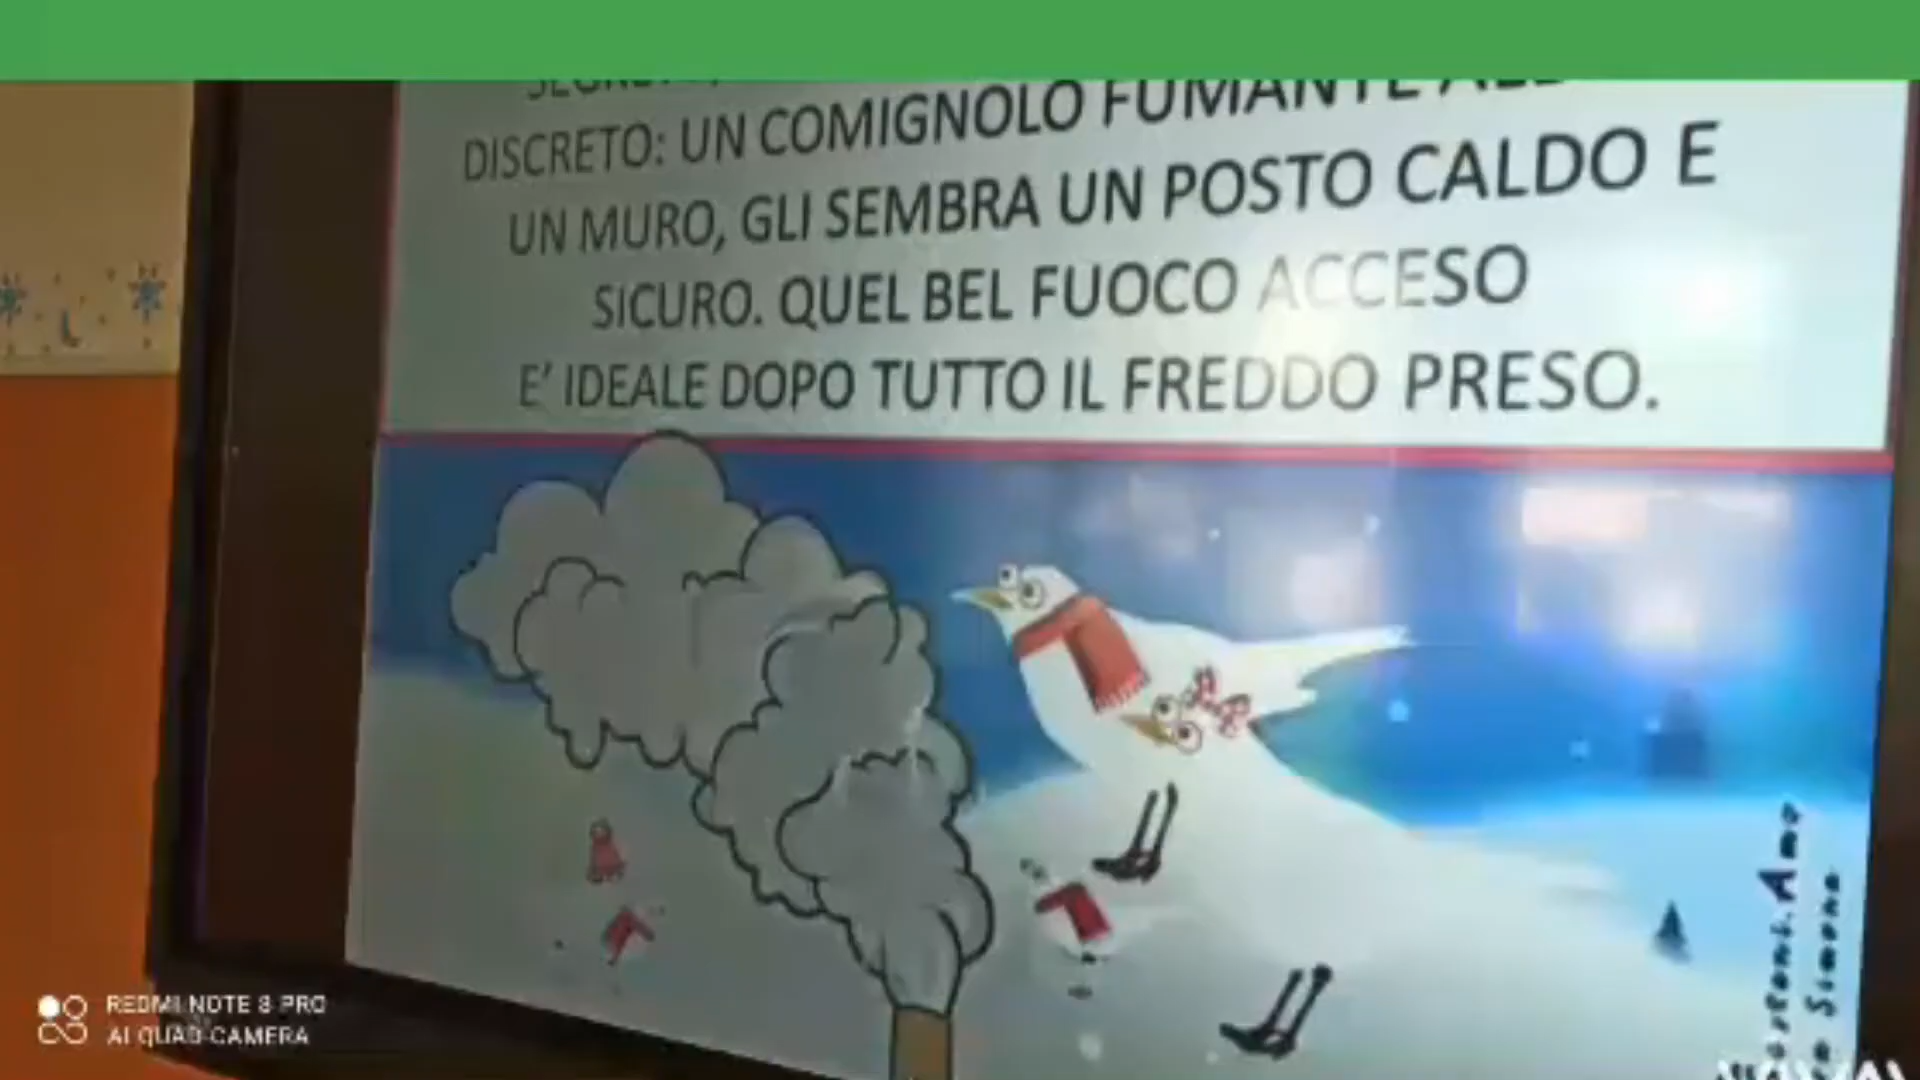 DISCRETO: UN COMIGNOLO FUMANTE
UN MURO, GLI SEMBRA UN POSTO CALDO E
SICURO. QUEL BEL FUOCO ACCESO
E' IDEALE DOPO TUTTO IL FREDDO PRESO.
Simona
REDMI NOTE 8 PRO
AI QUAD CAMERA